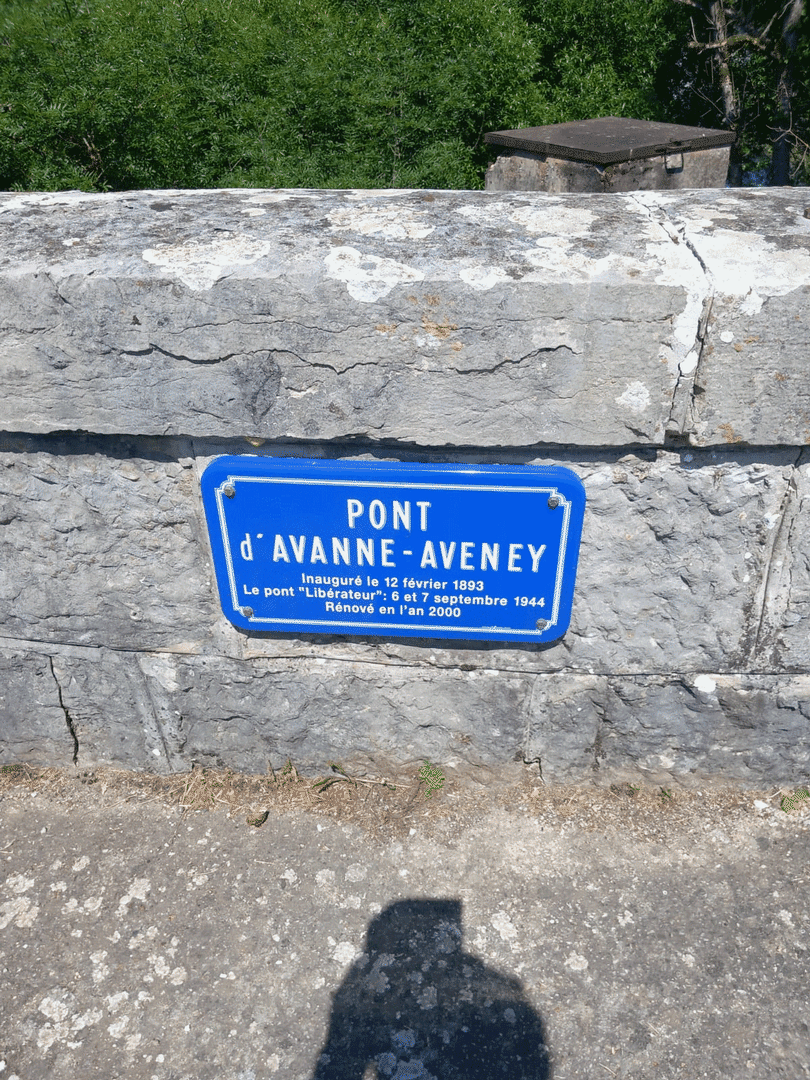 PONT
d'AVANNE-AVENEY
Inauguré le 12 février 1893
Le pont "Libérateur": 6 et 7 septembre 1944
Rénové en l'an 2000